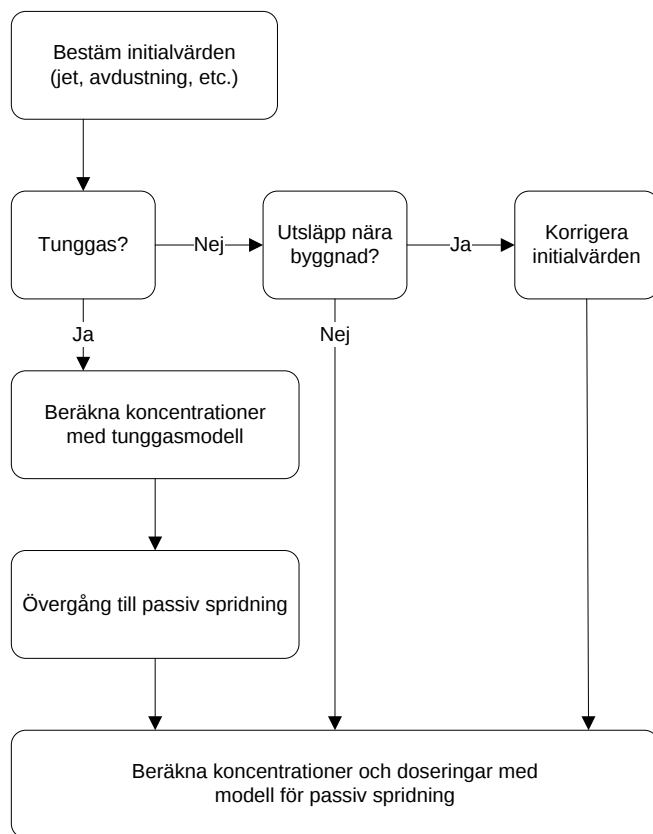 Bestäm initialvärden
(jet, avdustning, etc.)
Tunggas?
Nej
Utsläpp nära
byggnad?
Ja
Korrigera
initialvärden
Ja
Nej
Beräkna koncentrationer
med tunggasmodell
Övergång till passiv spridning
Beräkna koncentrationer och doseringar med
modell för passiv spridning